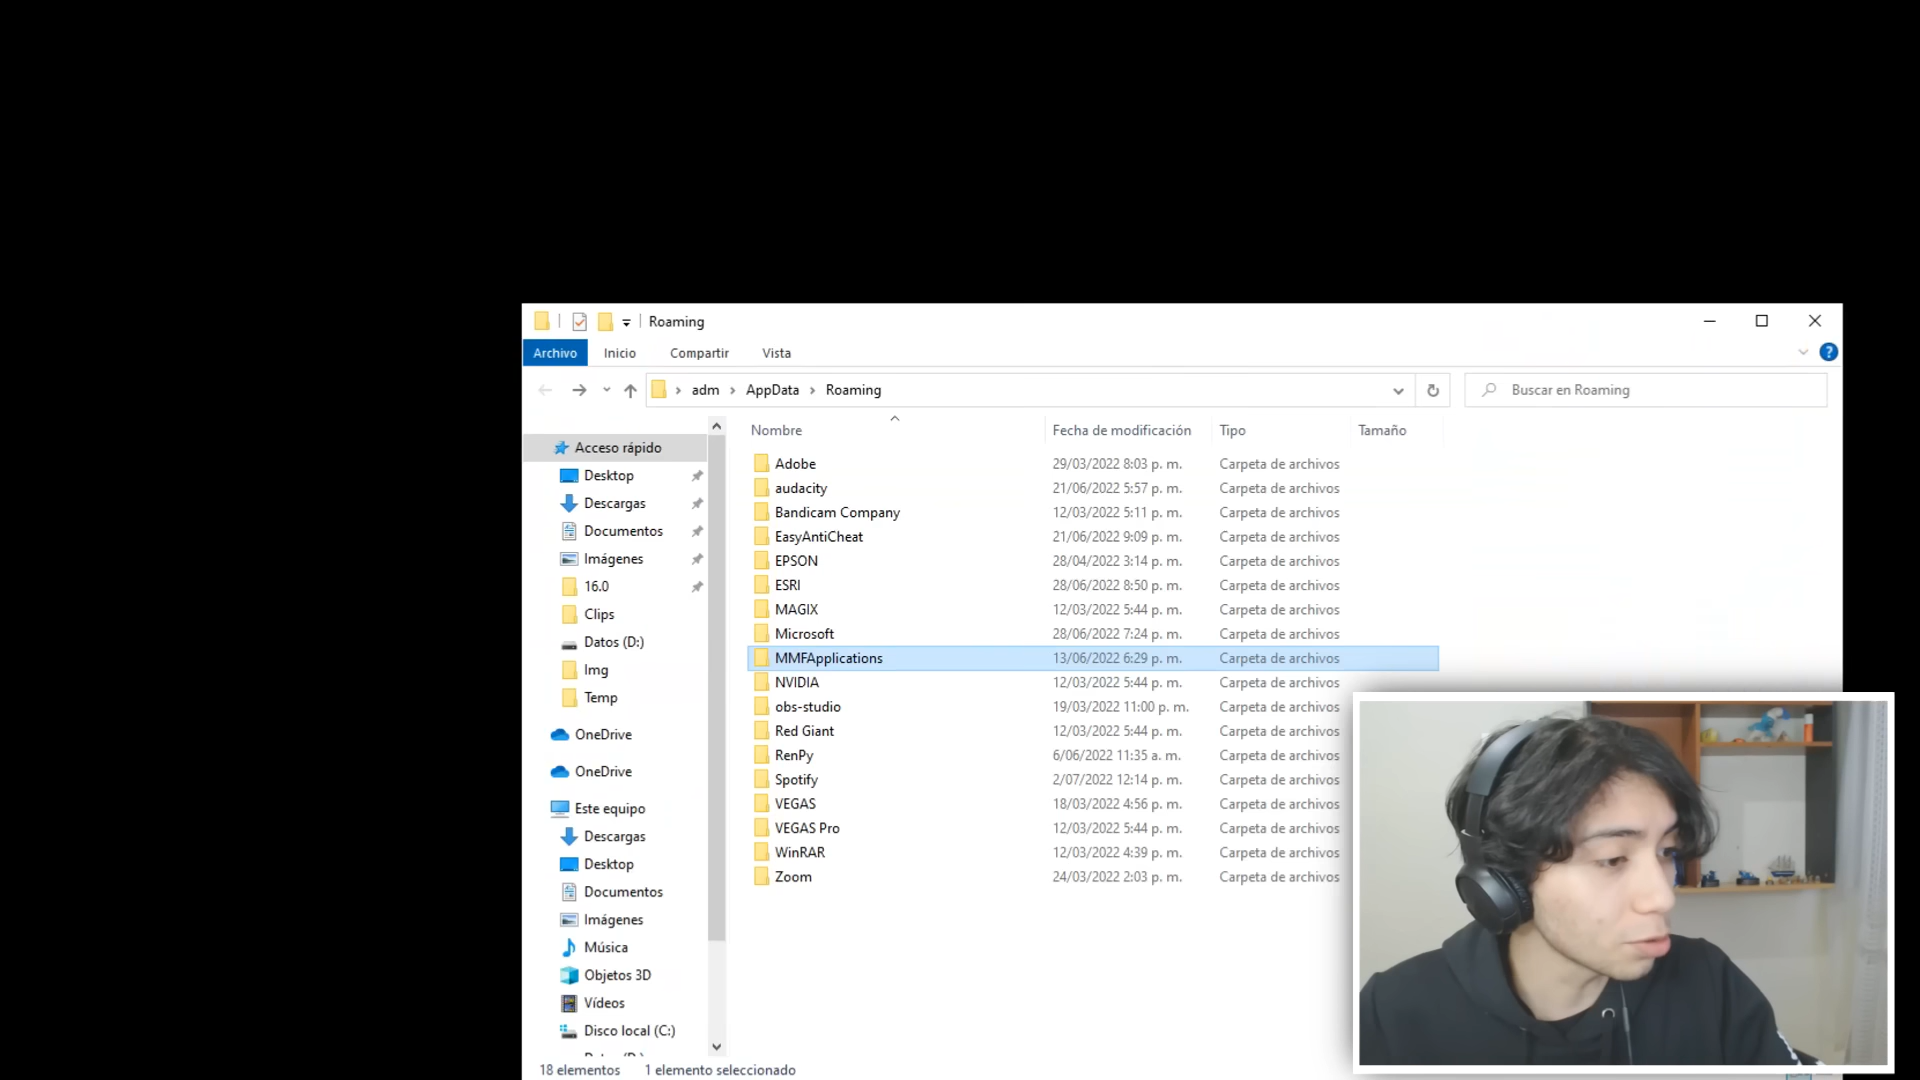 Roaming
Archivo Inicio Compartir Vista
adm AppData Roaming
Buscar en Roaming
Nombre Fecha de modificación Tipo Tamaño
Acceso rápido
Desktop
Descargas
Documentos
Imágenes
16.0
Clips
Datos (D:)
Img
Temp
OneDrive
OneDrive
Este equipo
Descargas
Desktop
Documentos
Imágenes
Música
Objetos 3D
Vídeos
Disco local (C:)
Adobe 29/03/2022 8:03 p. m. Carpeta de archivos
audacity 21/06/2022 5:57 p. m. Carpeta de archivos
Bandicam Company 12/03/2022 5:11 p. m. Carpeta de archivos
EasyAntiCheat 21/06/2022 9:09 p. m. Carpeta de archivos
EPSON 28/04/2022 3:14 p. m. Carpeta de archivos
ESRI 28/06/2022 8:50 p. m. Carpeta de archivos
MAGIX 12/03/2022 5:44 p. m. Carpeta de archivos
Microsoft 28/06/2022 7:24 p. m. Carpeta de archivos
MMFApplications 13/06/2022 6:29 p. m. Carpeta de archivos
NVIDIA 12/03/2022 5:44 p. m. Carpeta de archivos
obs-studio 19/03/2022 11:00 p. m. Carpeta de archivos
Red Giant 12/03/2022 5:44 p. m. Carpeta de archivos
RenPy 6/06/2022 11:35 a. m. Carpeta de archivos
Spotify 2/07/2022 12:14 p. m. Carpeta de archivos
VEGAS 18/03/2022 4:56 p. m. Carpeta de archivos
VEGAS Pro 12/03/2022 5:44 p. m. Carpeta de archivos
WinRAR 12/03/2022 4:39 p. m. Carpeta de archivos
Zoom 24/03/2022 2:03 p. m. Carpeta de archivos
18 elementos 1 elemento seleccionado